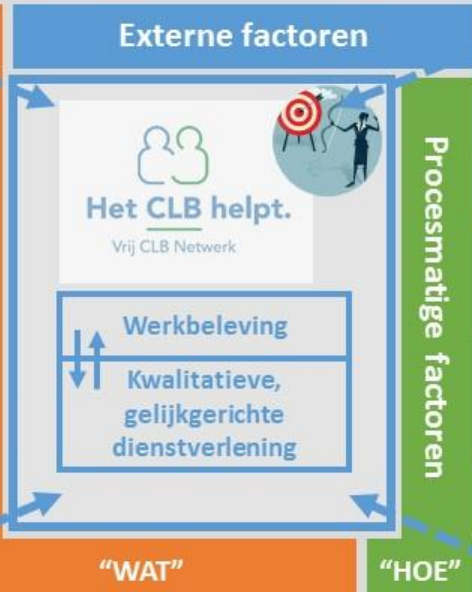 Externe factoren
Het CLB helpt.
Vrij CLB Netwerk
Procesmatige factoren
Werkbeleving
Kwalitatieve,
gelijkgerichte
dienstverlening
"WAT"
"HOE"